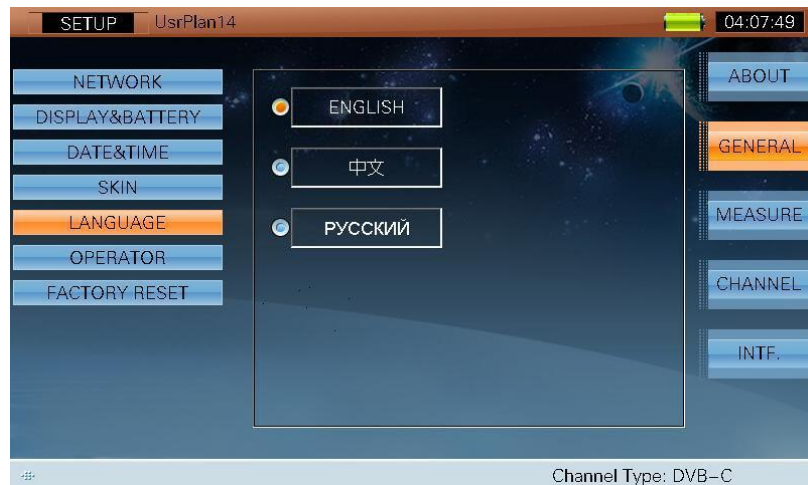 SETUP UsrPlan14 04:07:49
NETWORK
DISPLAY&BATTERY
DATE&TIME
SKIN
LANGUAGE
OPERATOR
FACTORY RESET
ENGLISH
中文
РУССКИЙ
ABOUT
GENERAL
MEASURE
CHANNEL
INTF.
Channel Type: DVB-C